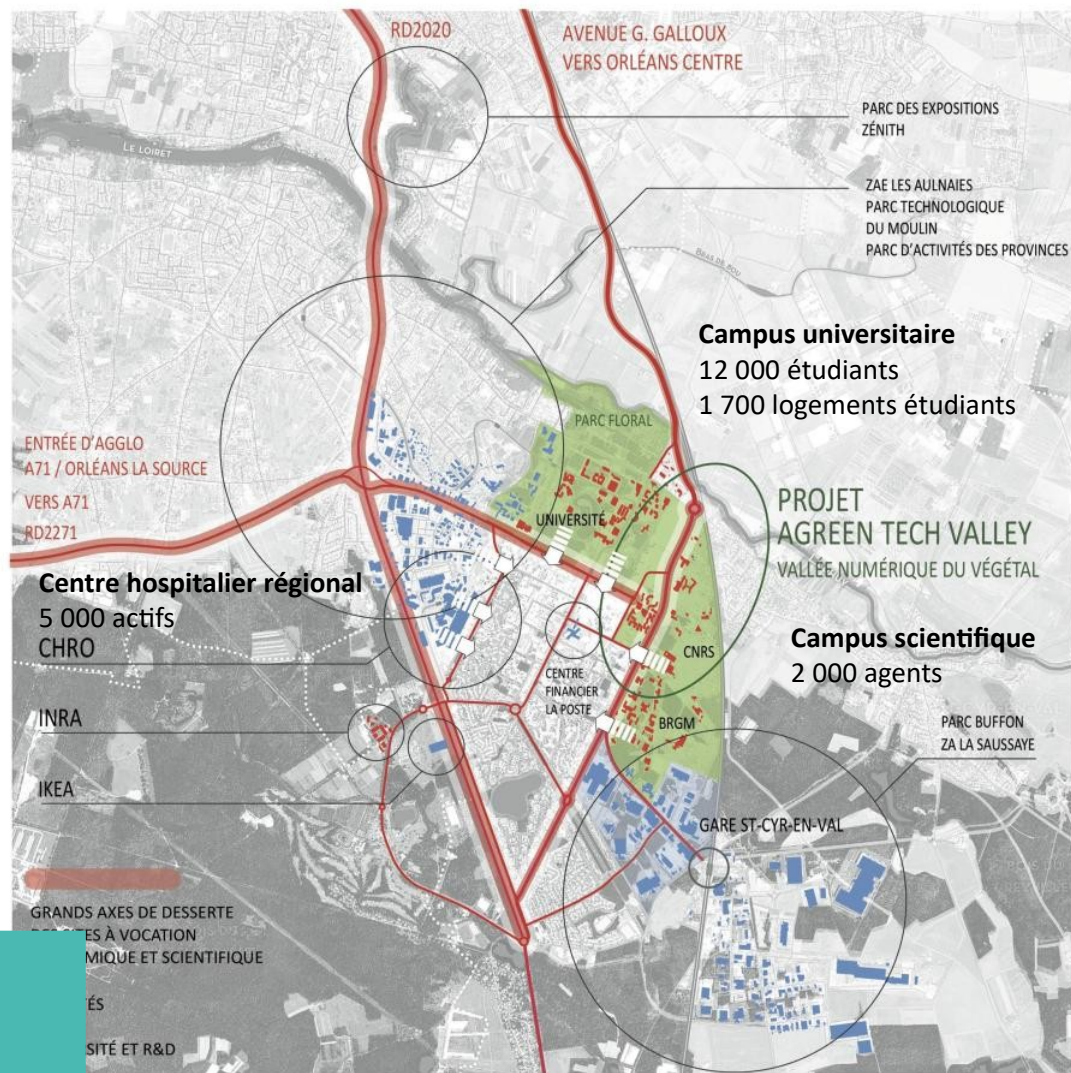 RD2020
AVENUE G. GALLOUX
VERS ORLÉANS CENTRE
PARC DES EXPOSITIONS
ZÉNITH
LE LOIRET
ZAE LES AULNAIES
PARC TECHNOLOGIQUE
DU MOULIN
PARC D'ACTIVITÉS DES PROVINCES
BRAS DE BOU
Campus universitaire
12 000 étudiants
1 700 logements étudiants
PARC FLORAL
ENTRÉE D'AGGLO
A71 / ORLÉANS LA SOURCE
VERS A71
RD2271
UNIVERSITÉ
PROJET
AGREEN TECH VALLEY
VALLÉE NUMÉRIQUE DU VÉGÉTAL
Centre hospitalier régional
5 000 actifs
CHRO
Campus scientifique
2 000 agents
CNRS
CENTRE
FINANCIER
LA POSTE
INRA
BRGM
PARC BUFFON
ZA LA SAUSSAYE
IKEA
GARE ST-CYR-EN-VAL
GRANDS AXES DE DESSERTE
À VOCATION
MIQUE ET SCIENTIFIQUE
TÉS
SITÉ ET R&D